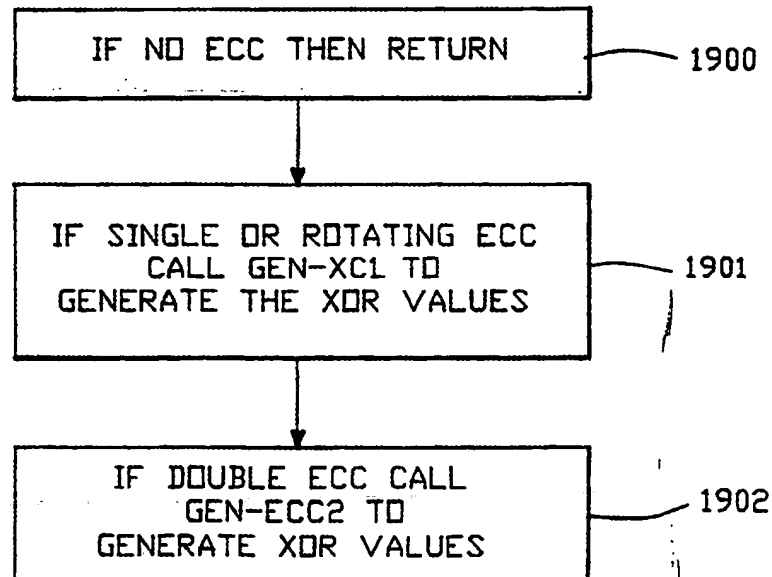 IF NO ECC THEN RETURN
1900
IF SINGLE OR ROTATING ECC
CALL GEN-XC1 TO
GENERATE THE XOR VALUES
1901
IF DOUBLE ECC CALL
GEN-ECC2 TO
GENERATE XOR VALUES
1902